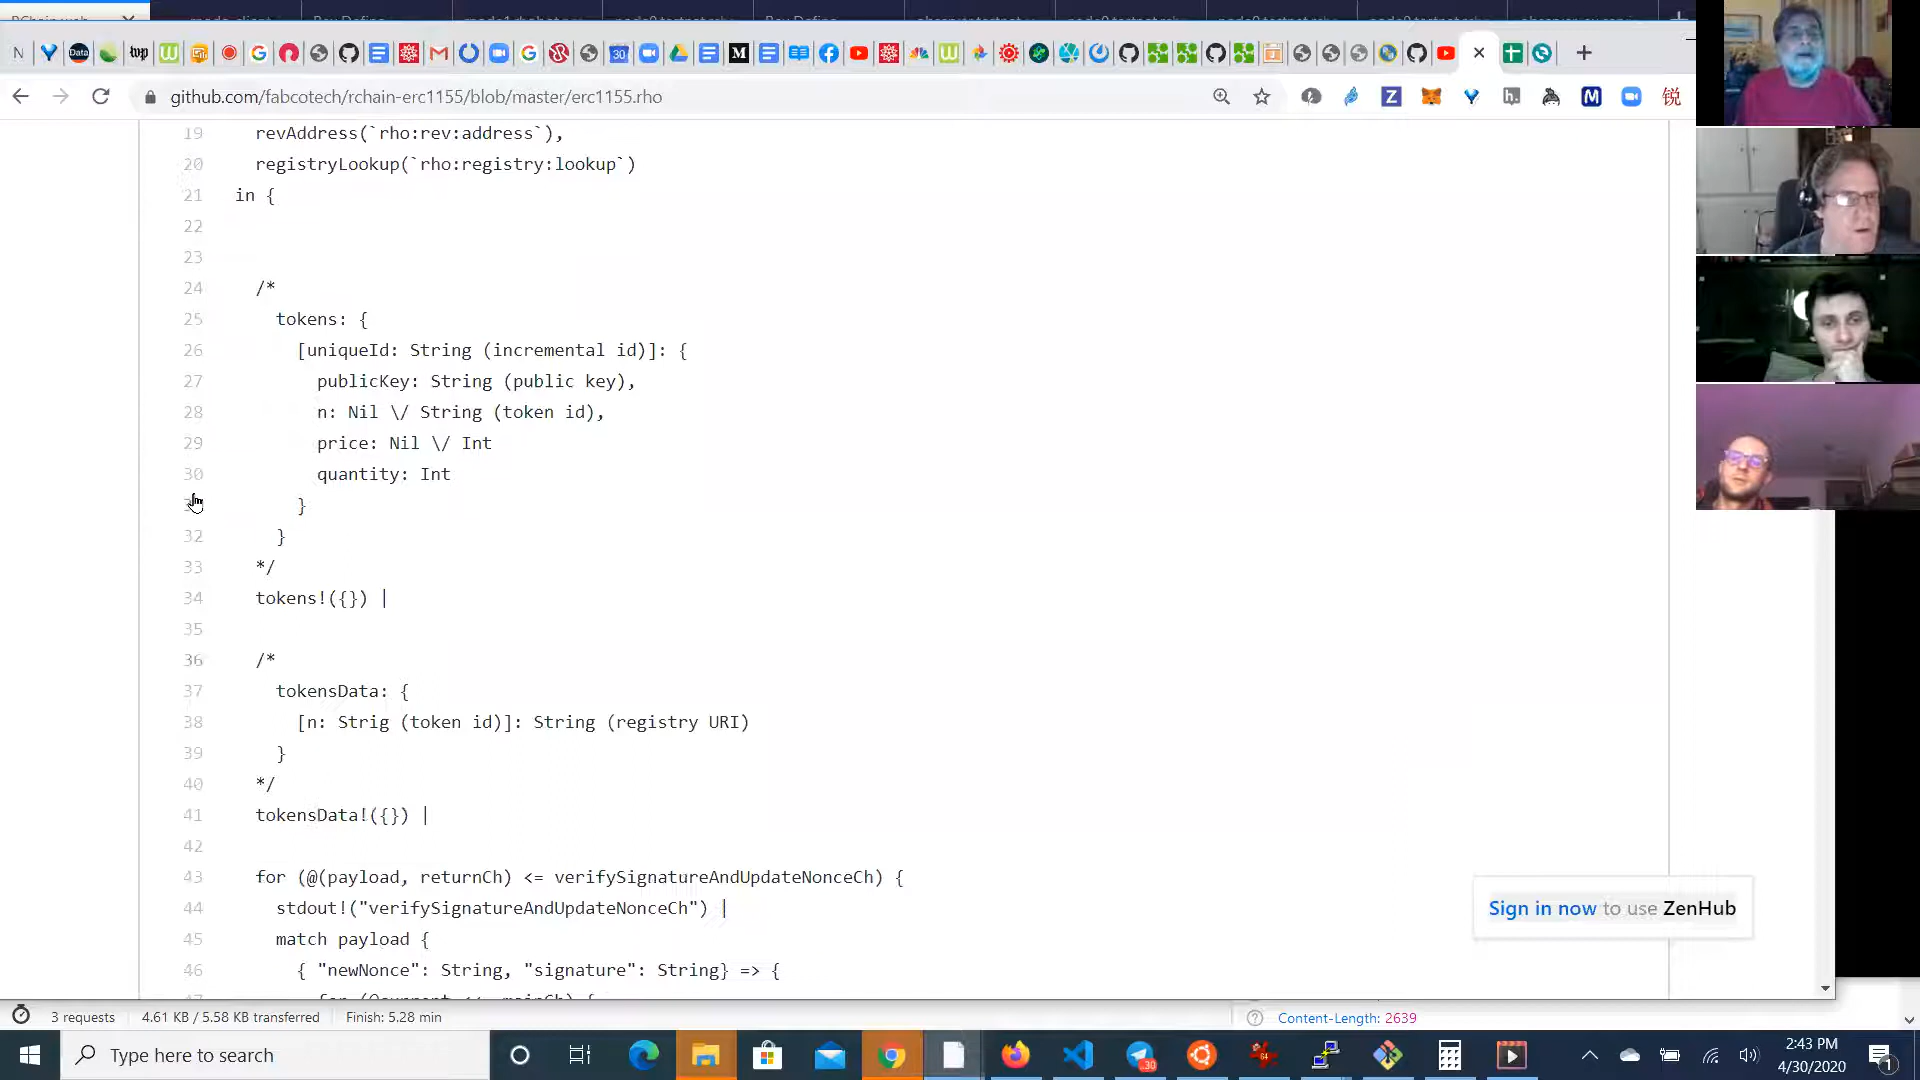 github.com/fabcotech/rchain-erc1155/blob/master/erc1155.rho
19 revAddress(`rho:rev:address`),
20 registryLookup(`rho:registry:lookup`)
21 in {
22
23
24 /*
25 tokens: {
26 [uniqueId: String (incremental id)]: {
27 publicKey: String (public key),
28 n: Nil \/ String (token id),
29 price: Nil \/ Int
30 quantity: Int
}
32 }
33 */
34 tokens!({}) |
35
36 /*
37 tokensData: {
38 [n: Strig (token id)]: String (registry URI)
39 }
40 */
41 tokensData!({}) |
42
43 for (@(payload, returnCh) <= verifySignatureAndUpdateNonceCh) {
44 stdout!("verifySignatureAndUpdateNonceCh") |
45 match payload {
46 { "newNonce": String, "signature": String} => {
Sign in now to use ZenHub
3 requests 4.61 KB / 5.58 KB transferred Finish: 5.28 min Content-Length: 2639
Type here to search
2:43 PM
4/30/2020